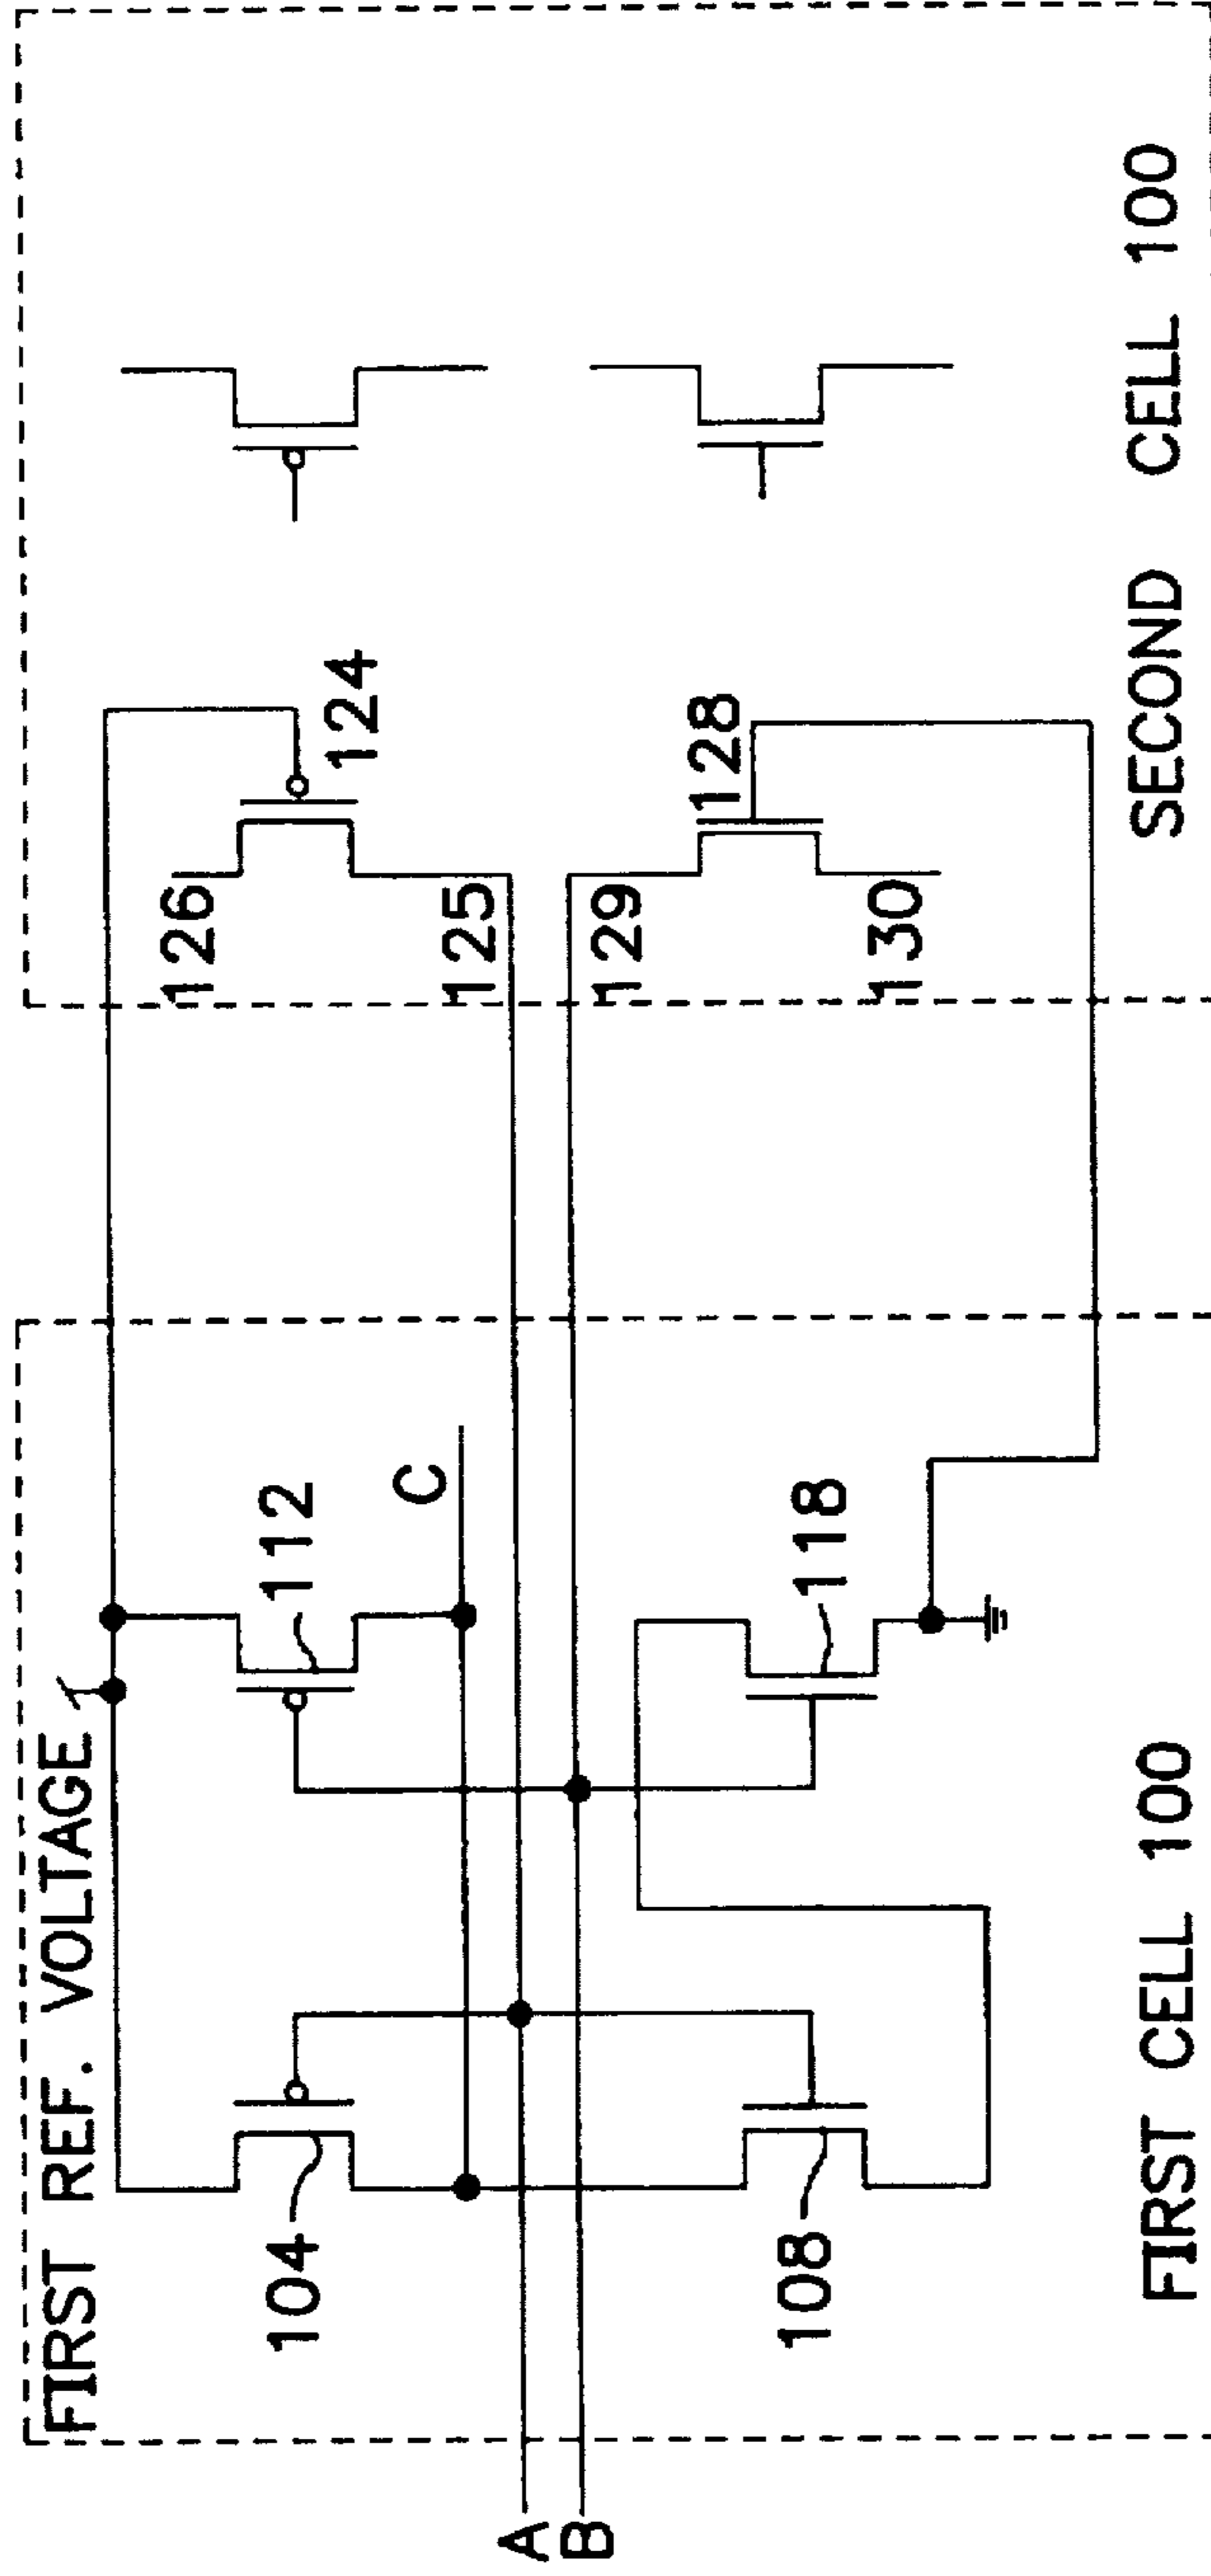 FIRST REF. VOLTAGE
126
124
112
104
C
125
A
B
129
128
118
108
130
FIRST CELL 100
SECOND CELL 100